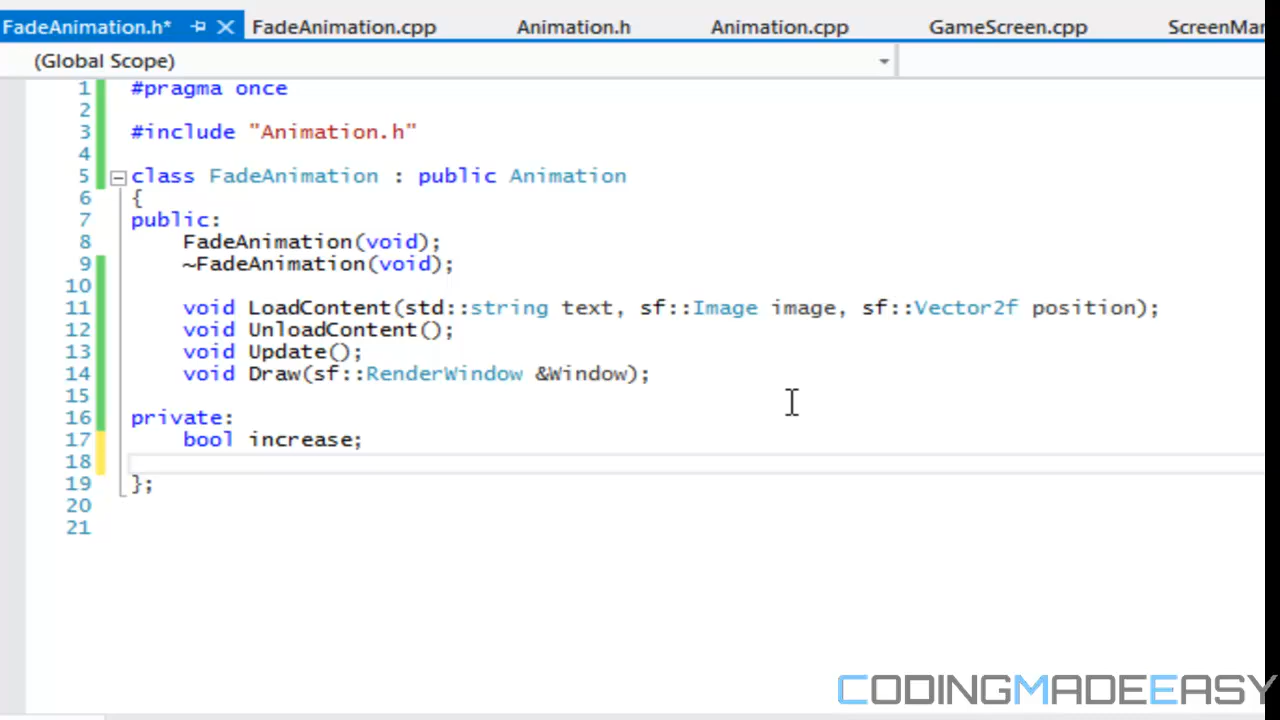 FadeAnimation.h* FadeAnimation.cpp Animation.h Animation.cpp GameScreen.cpp ScreenMar
(Global Scope)
1 #pragma once
2
3 #include "Animation.h"
4
5 class FadeAnimation : public Animation
6 {
7 public:
8 FadeAnimation(void);
9 ~FadeAnimation(void);
10
11 void LoadContent(std::string text, sf::Image image, sf::Vector2f position);
12 void UnloadContent();
13 void Update();
14 void Draw(sf::RenderWindow &Window);
15
16 private:
17 bool increase;
18
19 };
20
21
CODINGMADEEASY